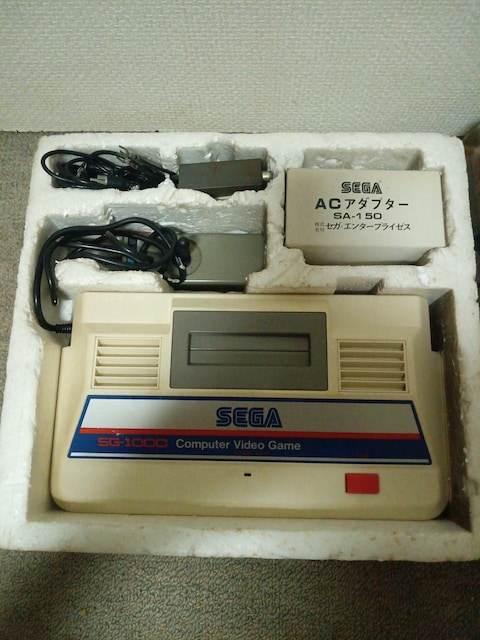 SEGA
ACアダプター
SA-150
株式会社 セガ・エンタープライゼス
SEGA
SG-1000 Computer Video Game